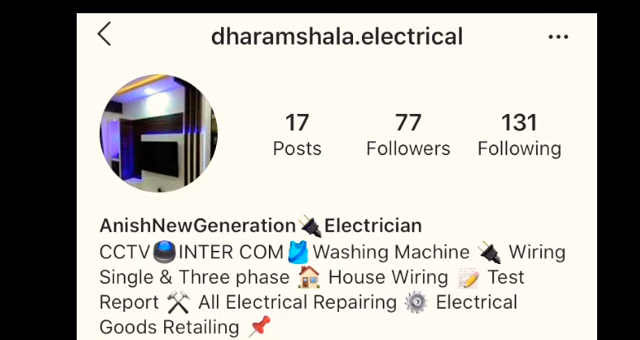 dharamshala.electrical
17 77 131
Posts Followers Following
AnishNewGeneration🔌Electrician
CCTV🚨INTER COM🎽Washing Machine 🔌 Wiring
Single & Three phase 🏠 House Wiring 📝 Test
Report ⚒ All Electrical Repairing ⚙ Electrical
Goods Retailing 📌